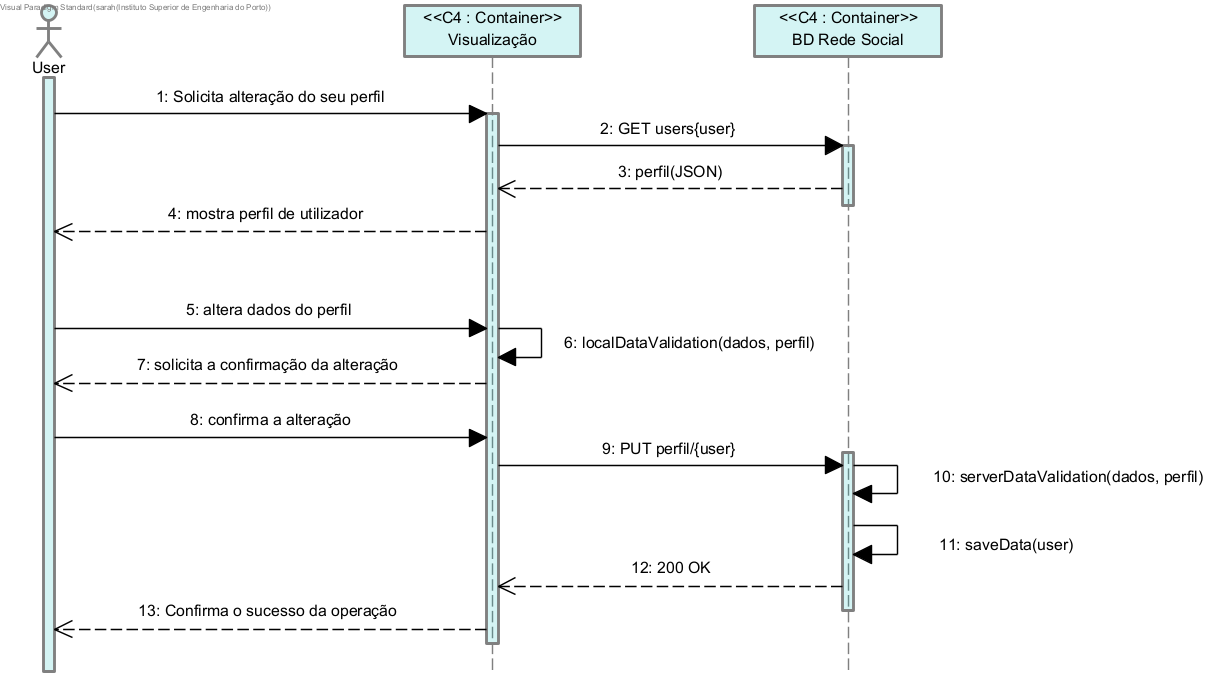 Visual Paradigm Standard(sarah(Instituto Superior de Engenharia do Porto))
<<C4 : Container>>
Visualização
<<C4 : Container>>
BD Rede Social
User
1: Solicita alteração do seu perfil
2: GET users{user}
3: perfil(JSON)
4: mostra perfil de utilizador
5: altera dados do perfil
6: localDataValidation(dados, perfil)
7: solicita a confirmação da alteração
8: confirma a alteração
9: PUT perfil/{user}
10: serverDataValidation(dados, perfil)
11: saveData(user)
12: 200 OK
13: Confirma o sucesso da operação